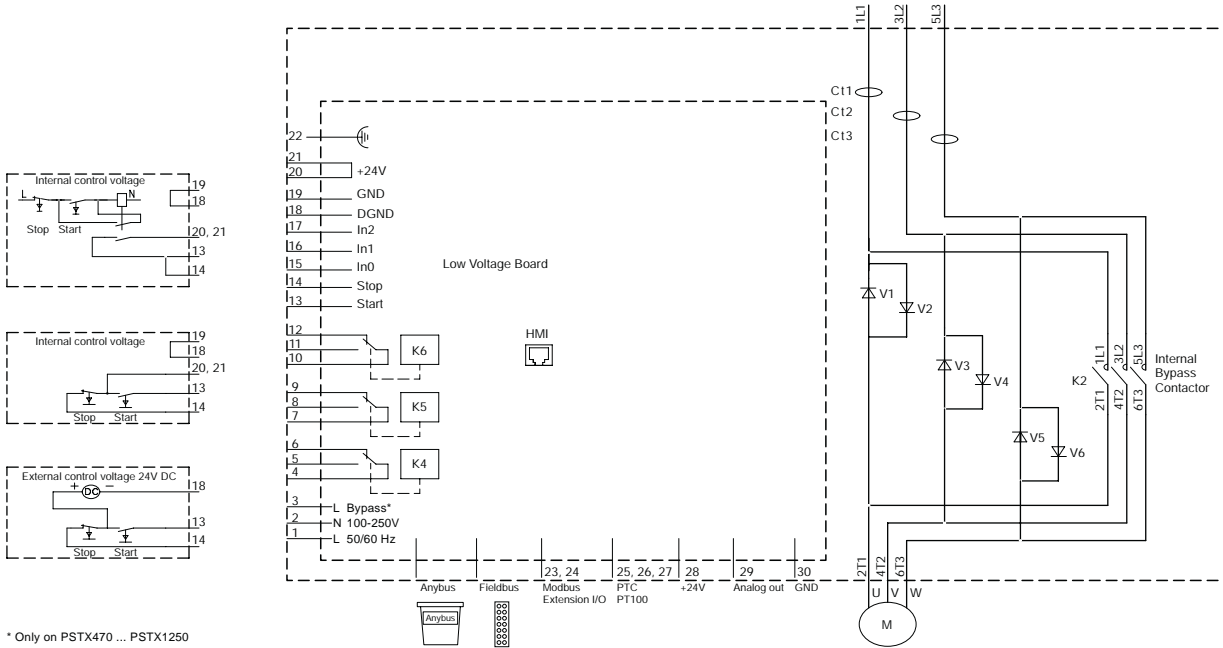 1L1
3L2
5L3
Ct1
Ct2
Ct3
22
21
20
+24V
19
GND
18
DGND
17
In2
16
In1
15
In0
14
Stop
13
Start
Low Voltage Board
HMI
12
11
10
K6
9
8
7
K5
6
5
4
K4
3
L Bypass*
2
N 100-250V
1
L 50/60 Hz
Internal control voltage
L
N
Stop
Start
19
18
20, 21
13
14
Internal control voltage
Stop
Start
19
18
20, 21
13
14
External control voltage 24V DC
+
DC
−
Stop
Start
18
13
14
V1
V2
V3
V4
V5
V6
K2
1L1
3L2
5L3
2T1
4T2
6T3
Internal
Bypass
Contactor
Anybus
Fieldbus
23, 24
Modbus
Extension I/O
25, 26, 27
PTC
PT100
28
+24V
29
Analog out
30
GND
Anybus
2T1
4T2
6T3
U
V
W
M
* Only on PSTX470 ... PSTX1250